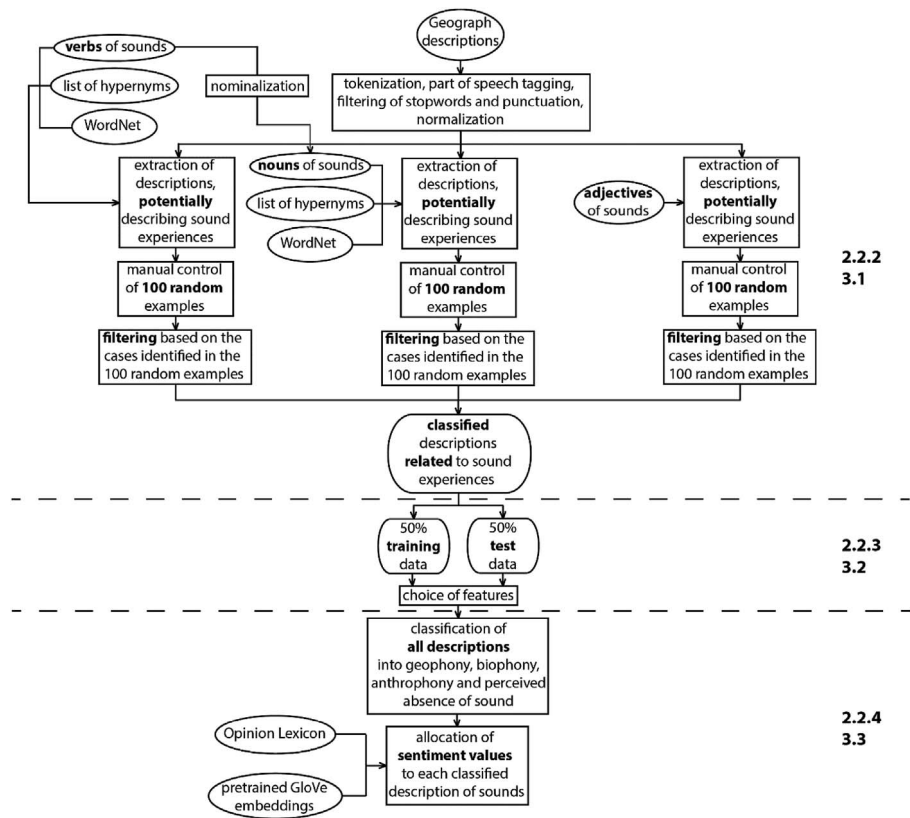 Geograph
descriptions
verbs of sounds
list of hypernyms
WordNet
nominalization
tokenization, part of speech tagging,
filtering of stopwords and punctuation,
normalization
extraction of
descriptions,
potentially
describing sound
experiences
nouns of sounds
list of hypernyms
WordNet
extraction of
descriptions,
potentially
describing sound
experiences
adjectives
of sounds
extraction of
descriptions,
potentially
describing sound
experiences
manual control
of 100 random
examples
manual control
of 100 random
examples
manual control
of 100 random
examples
2.2.2
3.1
filtering based on the
cases identified in the
100 random examples
filtering based on the
cases identified in the
100 random examples
filtering based on the
cases identified in the
100 random examples
classified
descriptions
related to sound
experiences
50%
training
data
50%
test
data
2.2.3
3.2
choice of features
classification of
all descriptions
into geophony, biophony,
anthrophony and perceived
absence of sound
Opinion Lexicon
pretrained GloVe
embeddings
allocation of
sentiment values
to each classified
description of sounds
2.2.4
3.3